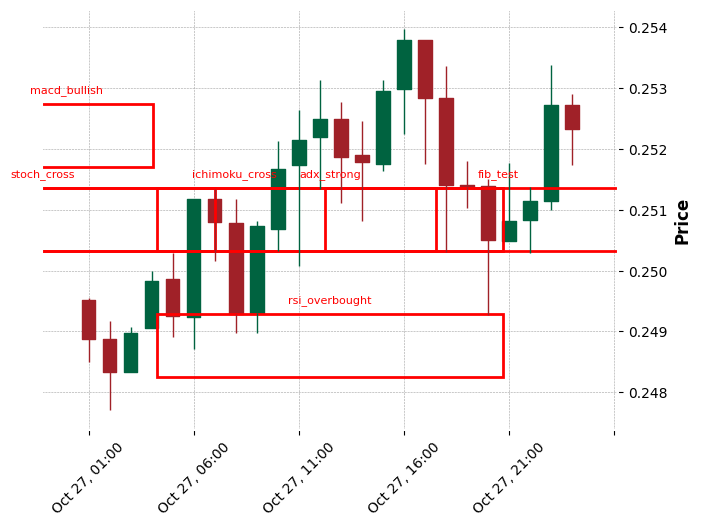 0.254
0.253
macd_bullish
0.252
stoch_cross
ichimoku_cross
adx_strong
fib_test
0.251
Price
0.250
rsi_overbought
0.249
0.248
Oct 27, 01:00
Oct 27, 06:00
Oct 27, 11:00
Oct 27, 16:00
Oct 27, 21:00